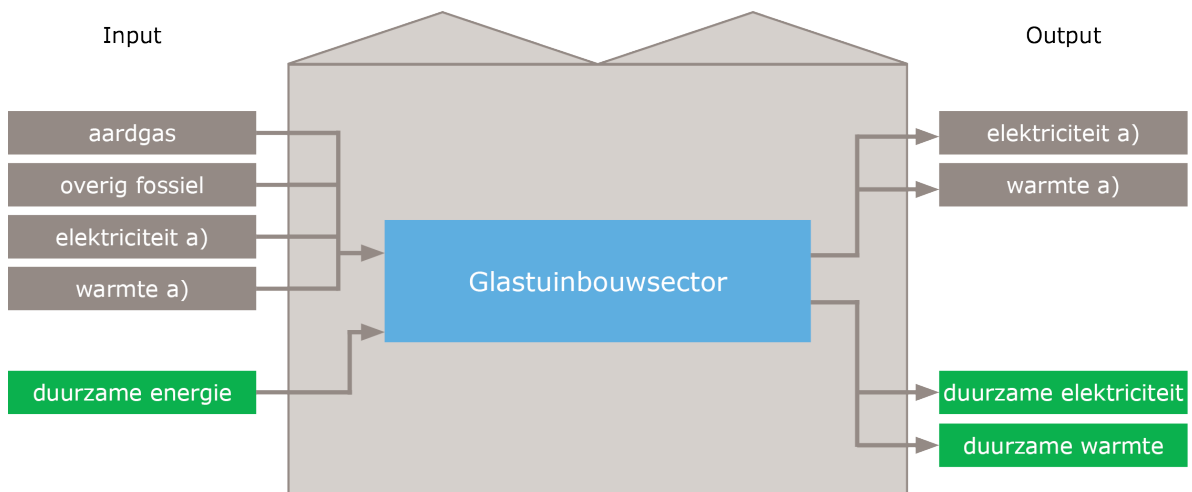 Input
Output
aardgas
overig fossiel
elektriciteit a)
warmte a)
duurzame energie
Glastuinbouwsector
elektriciteit a)
warmte a)
duurzame elektriciteit
duurzame warmte